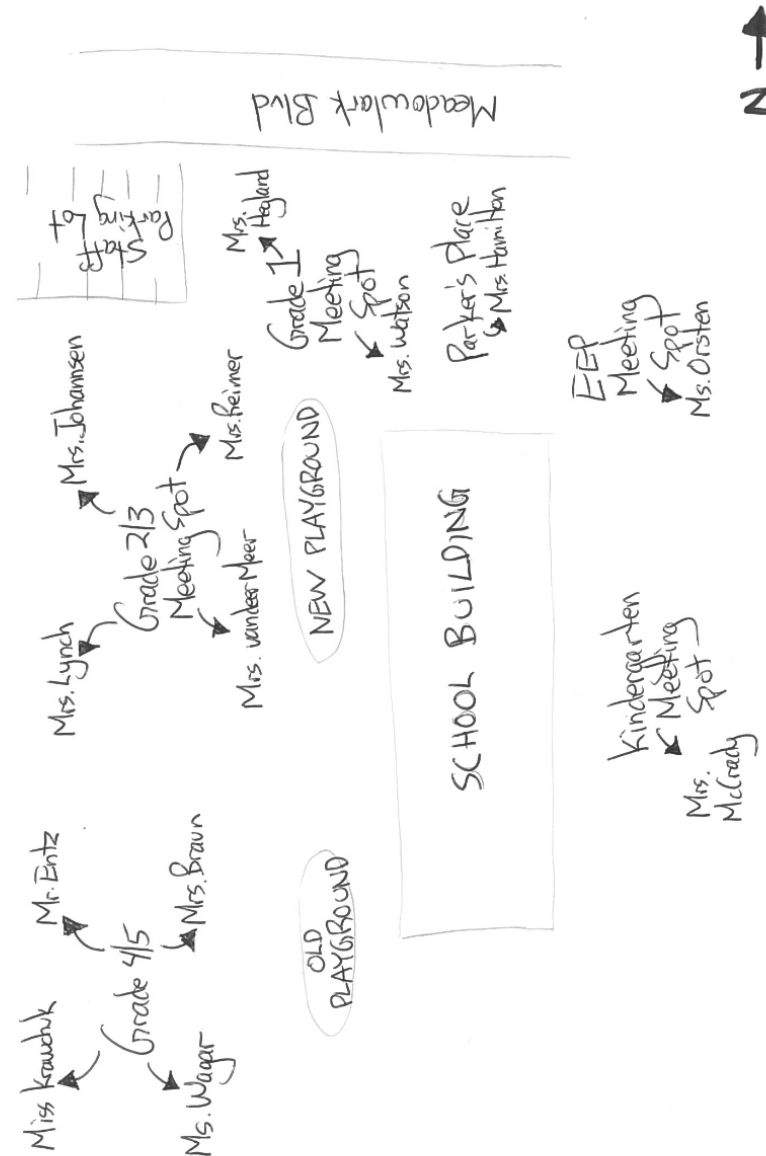 Miss Krawchuk
Mr. Entz
Grade 4/5
Ms. Wagar
Mrs. Braun
Mrs. Lynch
Mrs. Johannsen
Grade 2/3
Meeting Spot
Mrs. vanderMeer
Mrs. Reimer
Staff
Parking Lot
Mrs.
Hogland
Grade 1
Meeting
Spot
Mrs. Watson
Meadowlark Blvd
OLD
PLAYGROUND
NEW PLAYGROUND
Parker's Place
Mrs. Hamilton
SCHOOL BUILDING
EEP
Meeting
Spot
Ms. Orsten
Kindergarten
Meeting
Spot
Mrs.
McCrady
N